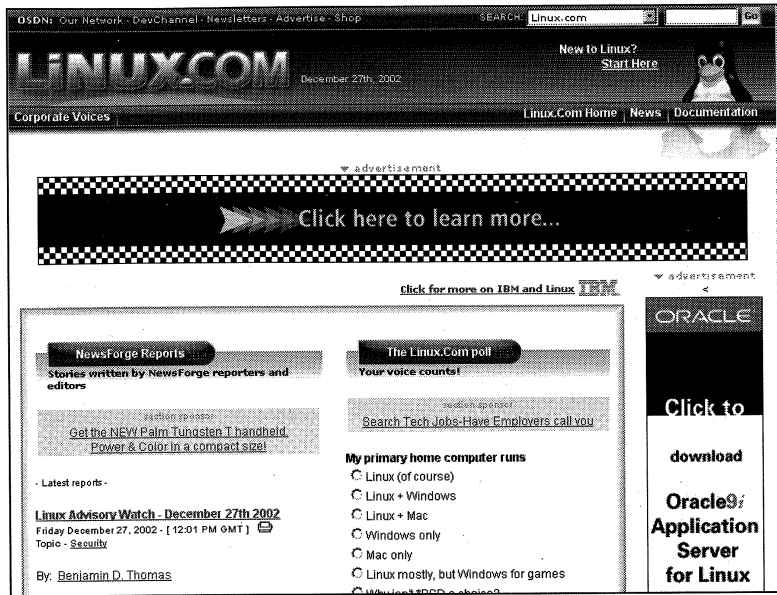 OSDN: Our Network - DevChannel - Newsletters - Advertise - Shop
SEARCH: Linux.com Go
New to Linux?
Start Here
LINUX.COM
December 27th, 2002
Corporate Voices
Linux.Com Home News Documentation
advertisement
Click here to learn more...
Click for more on IBM and Linux IBM
NewsForge Reports
Stories written by NewsForge reporters and
editors
section sponsor
Get the NEW Palm Tungsten T handheld.
Power & Color in a compact size!
- Latest reports -
Linux Advisory Watch - December 27th 2002
Friday December 27, 2002 - [ 12:01 PM GMT ]
Topic - Security
By: Benjamin D. Thomas
The Linux.Com poll
Your voice counts!
section sponsor
Search Tech Jobs-Have Employers call you
My primary home computer runs
Linux (of course)
Linux + Windows
Linux + Mac
Windows only
Mac only
Linux mostly, but Windows for games
Why isn't *BSD a choice?
advertisement
<
ORACLE
Click to
download
Oracle9i
Application
Server
for Linux